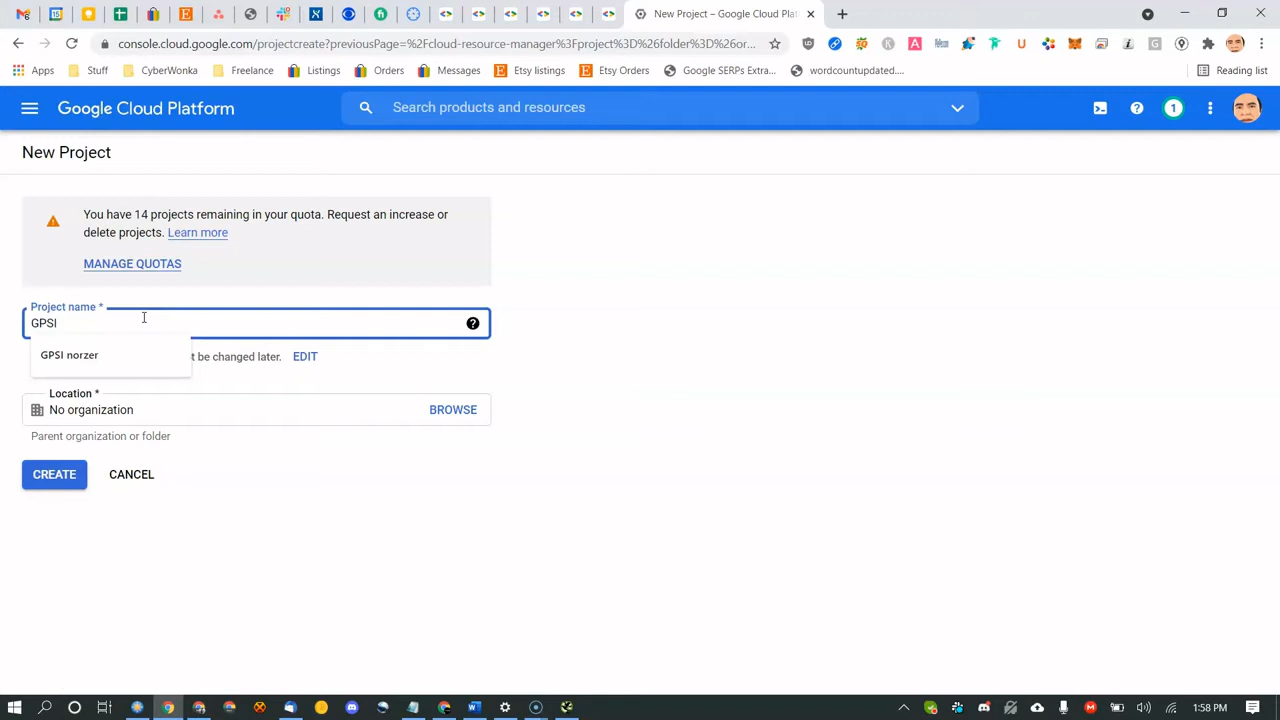 New Project – Google Cloud Plat
console.cloud.google.com/projectcreate?previousPage=%2Fcloud-resource-manager%3Fproject%3D%26folder%3D%26or...
Apps Stuff CyberWonka Freelance Listings Orders Messages Etsy listings Etsy Orders Google SERPs Extra... wordcountupdated.... Reading list
Google Cloud Platform
Search products and resources
1
New Project
You have 14 projects remaining in your quota. Request an increase or
delete projects. Learn more
MANAGE QUOTAS
Project name *
GPSI
GPSI norzer
t be changed later. EDIT
Location *
No organization
BROWSE
Parent organization or folder
CREATE
CANCEL
1:58 PM